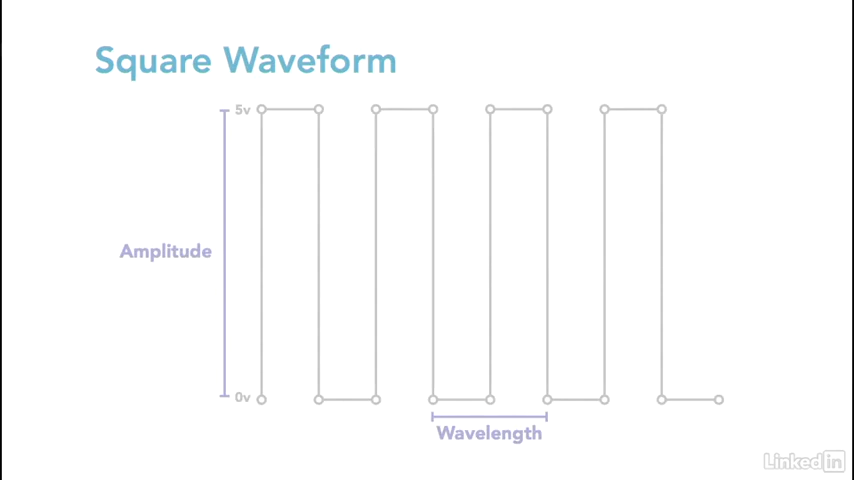 Square Waveform
5v
Amplitude
0v
Wavelength
Linked in